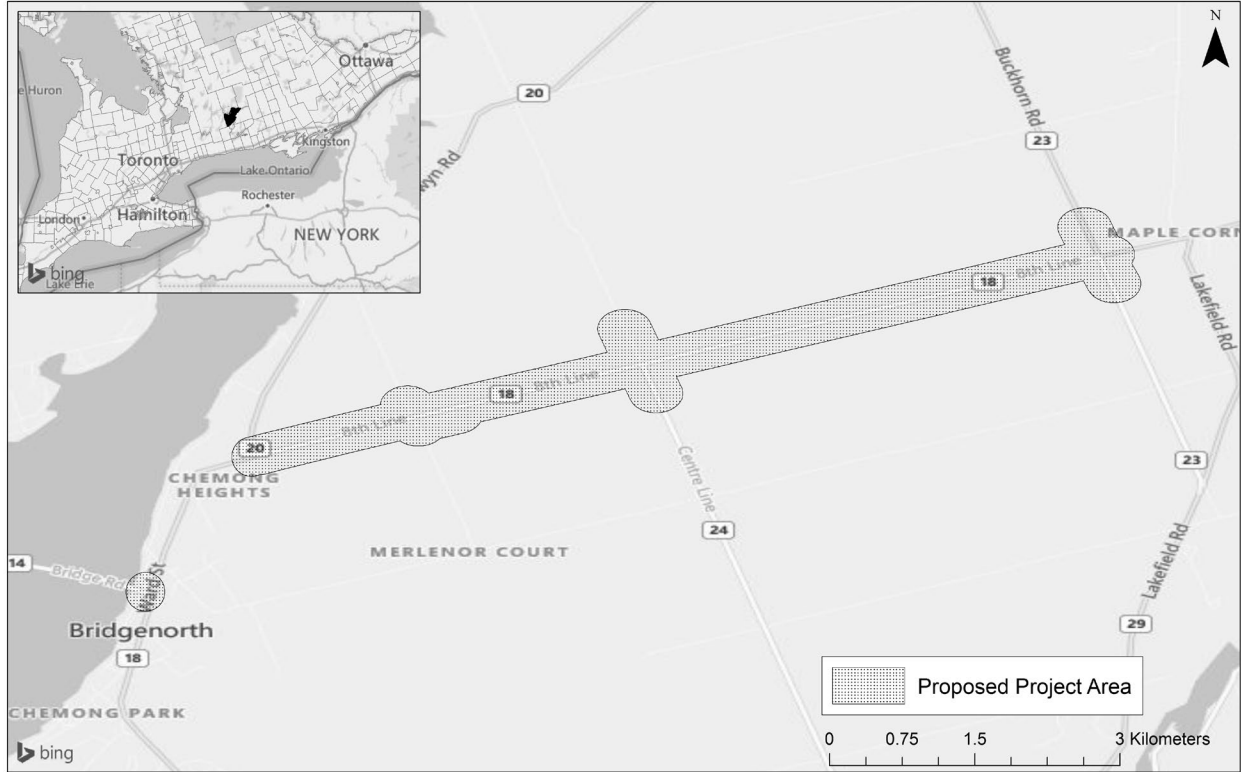 N
Ottawa
e Huron
Kingston
Toronto
Lake Ontario
Rochester
London
Hamilton
NEW YORK
bing
Lake Erie
20
Buckhorn Rd
23
wyn Rd
MAPLE CORN
18
8th Line
Lakefield Rd
18
8th Line
8th Line
20
CHEMONG
HEIGHTS
Centre Line
23
24
MERLENOR COURT
14
Bridge Rd
Ward St
Lakefield Rd
Bridgenorth
29
18
Proposed Project Area
CHEMONG PARK
0 0.75 1.5 3 Kilometers
bing